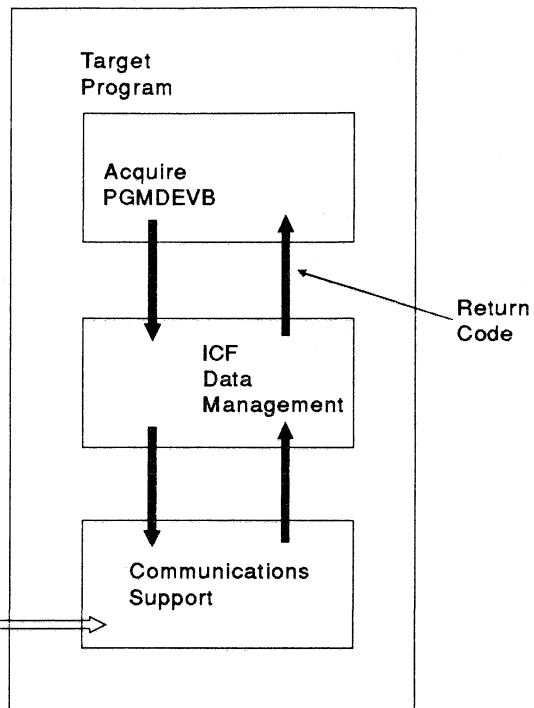 Target
Program
Acquire
PGMDEVB
Return
Code
ICF
Data
Management
Communications
Support